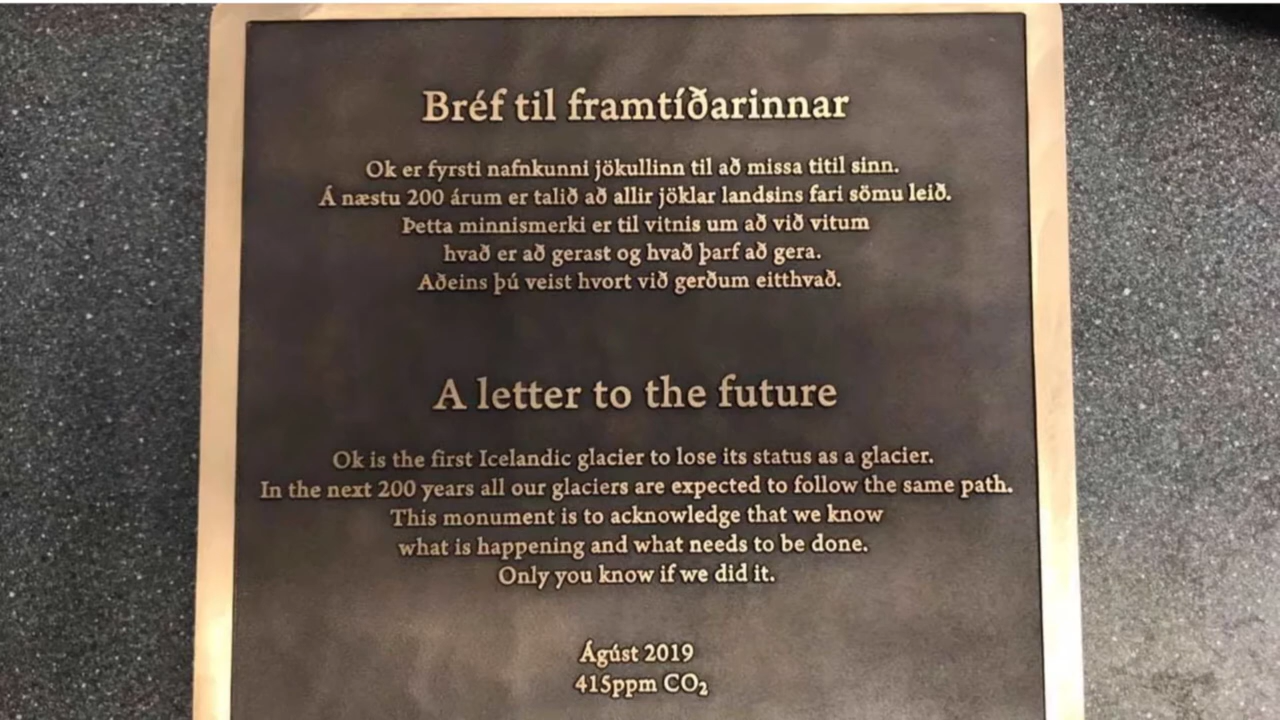 Bréf til framtíðarinnar
Ok er fyrsti nafnkunni jökullinn til að missa titil sinn.
Á næstu 200 árum er talið að allir jöklar landsins fari sömu leið.
Þetta minnismerki er til vitnis um að við vitum
hvað er að gerast og hvað þarf að gera.
Aðeins þú veist hvort við gerðum eitthvað.
A letter to the future
Ok is the first Icelandic glacier to lose its status as a glacier.
In the next 200 years all our glaciers are expected to follow the same path.
This monument is to acknowledge that we know
what is happening and what needs to be done.
Only you know if we did it.
Ágúst 2019
415ppm CO₂